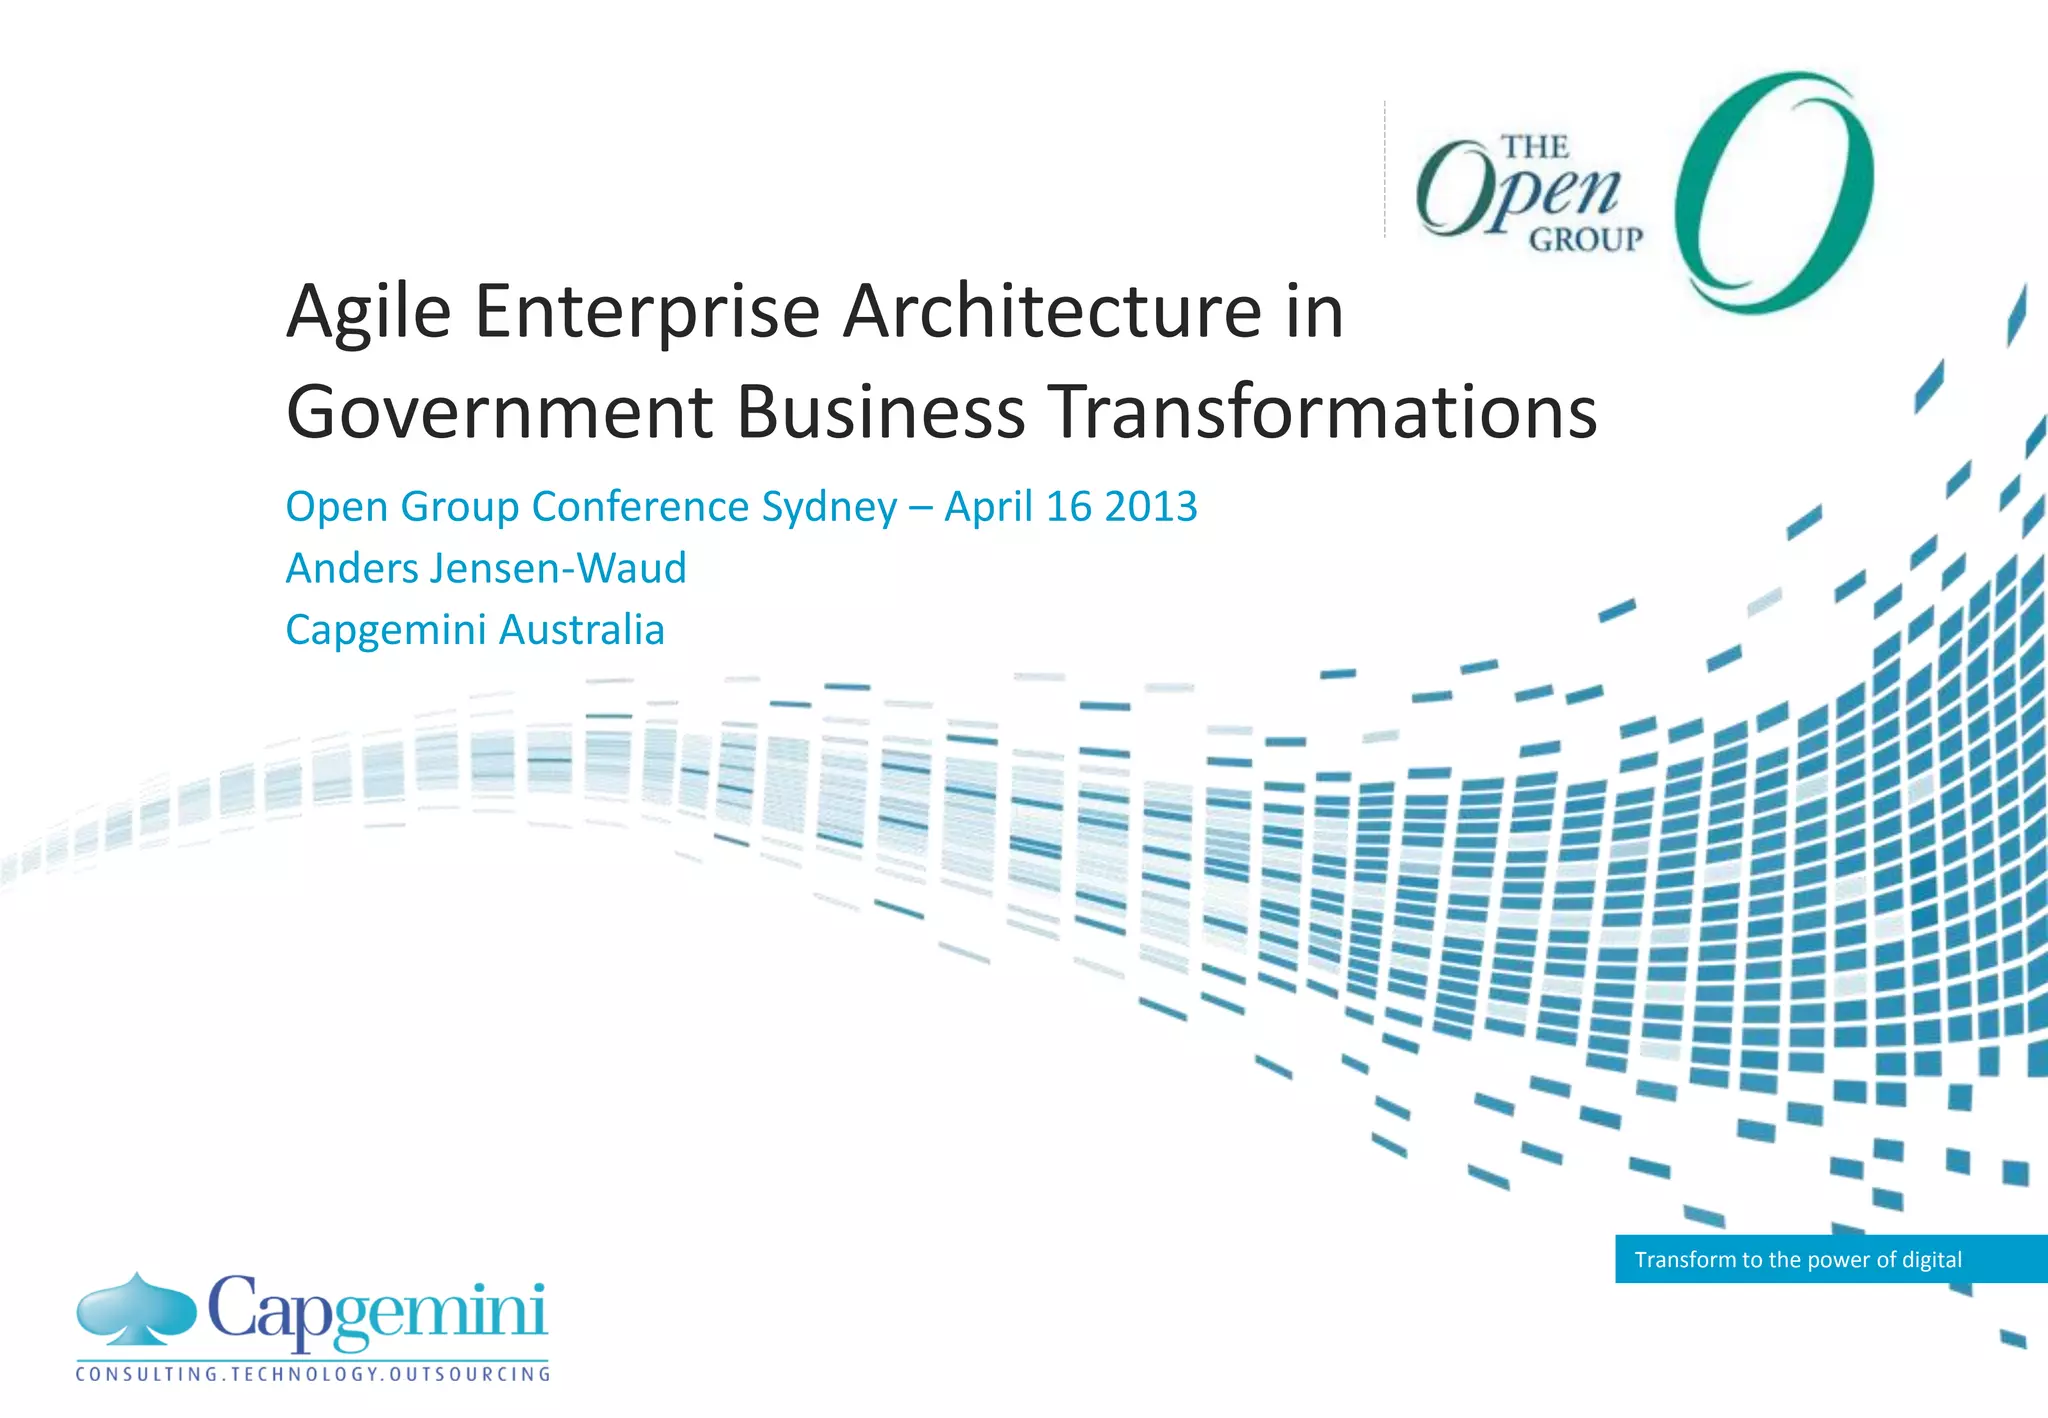 THE
Open
GROUP
Agile Enterprise Architecture in
Government Business Transformations
Open Group Conference Sydney – April 16 2013
Anders Jensen-Waud
Capgemini Australia
Transform to the power of digital
Capgemini
CONSULTING.TECHNOLOGY.OUTSOURCING